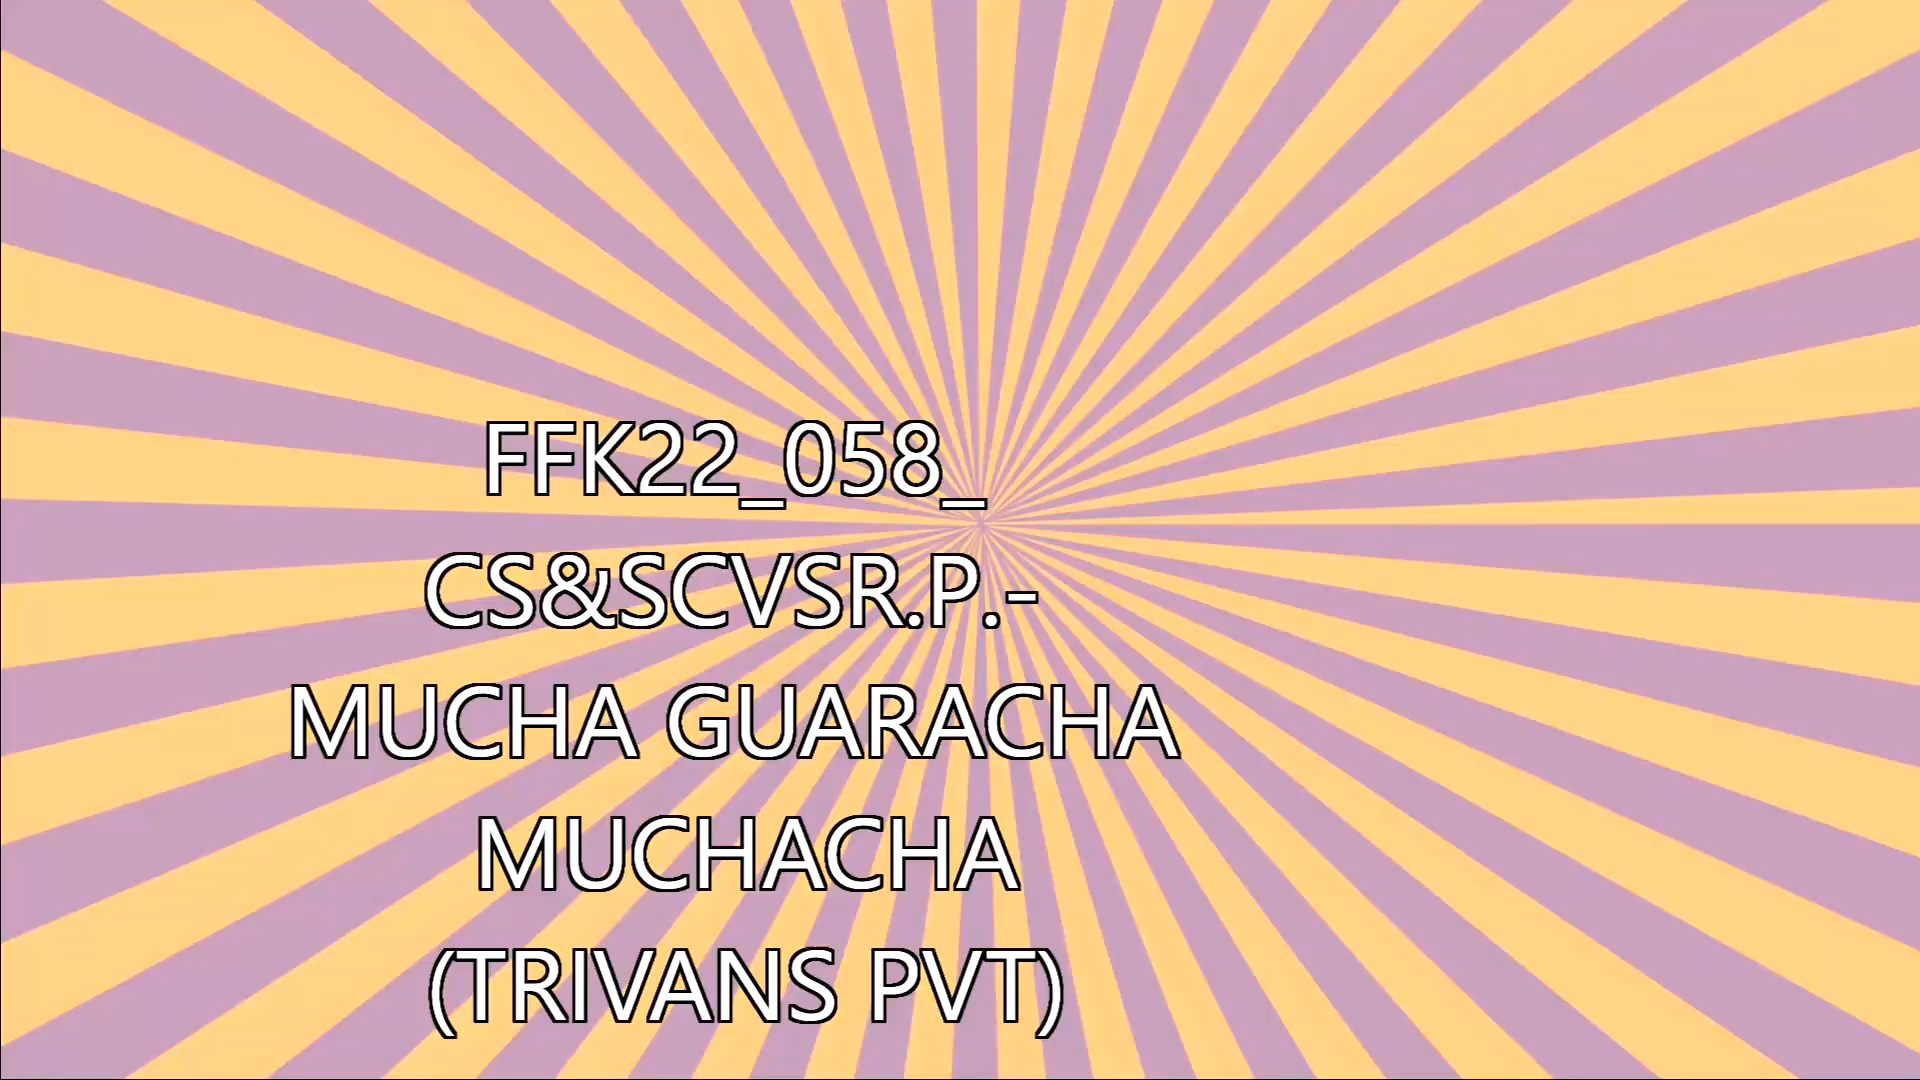 FFK22_058_
CS&SCVSR.P.-
MUCHA GUARACHA
MUCHACHA
(TRIVANS PVT)